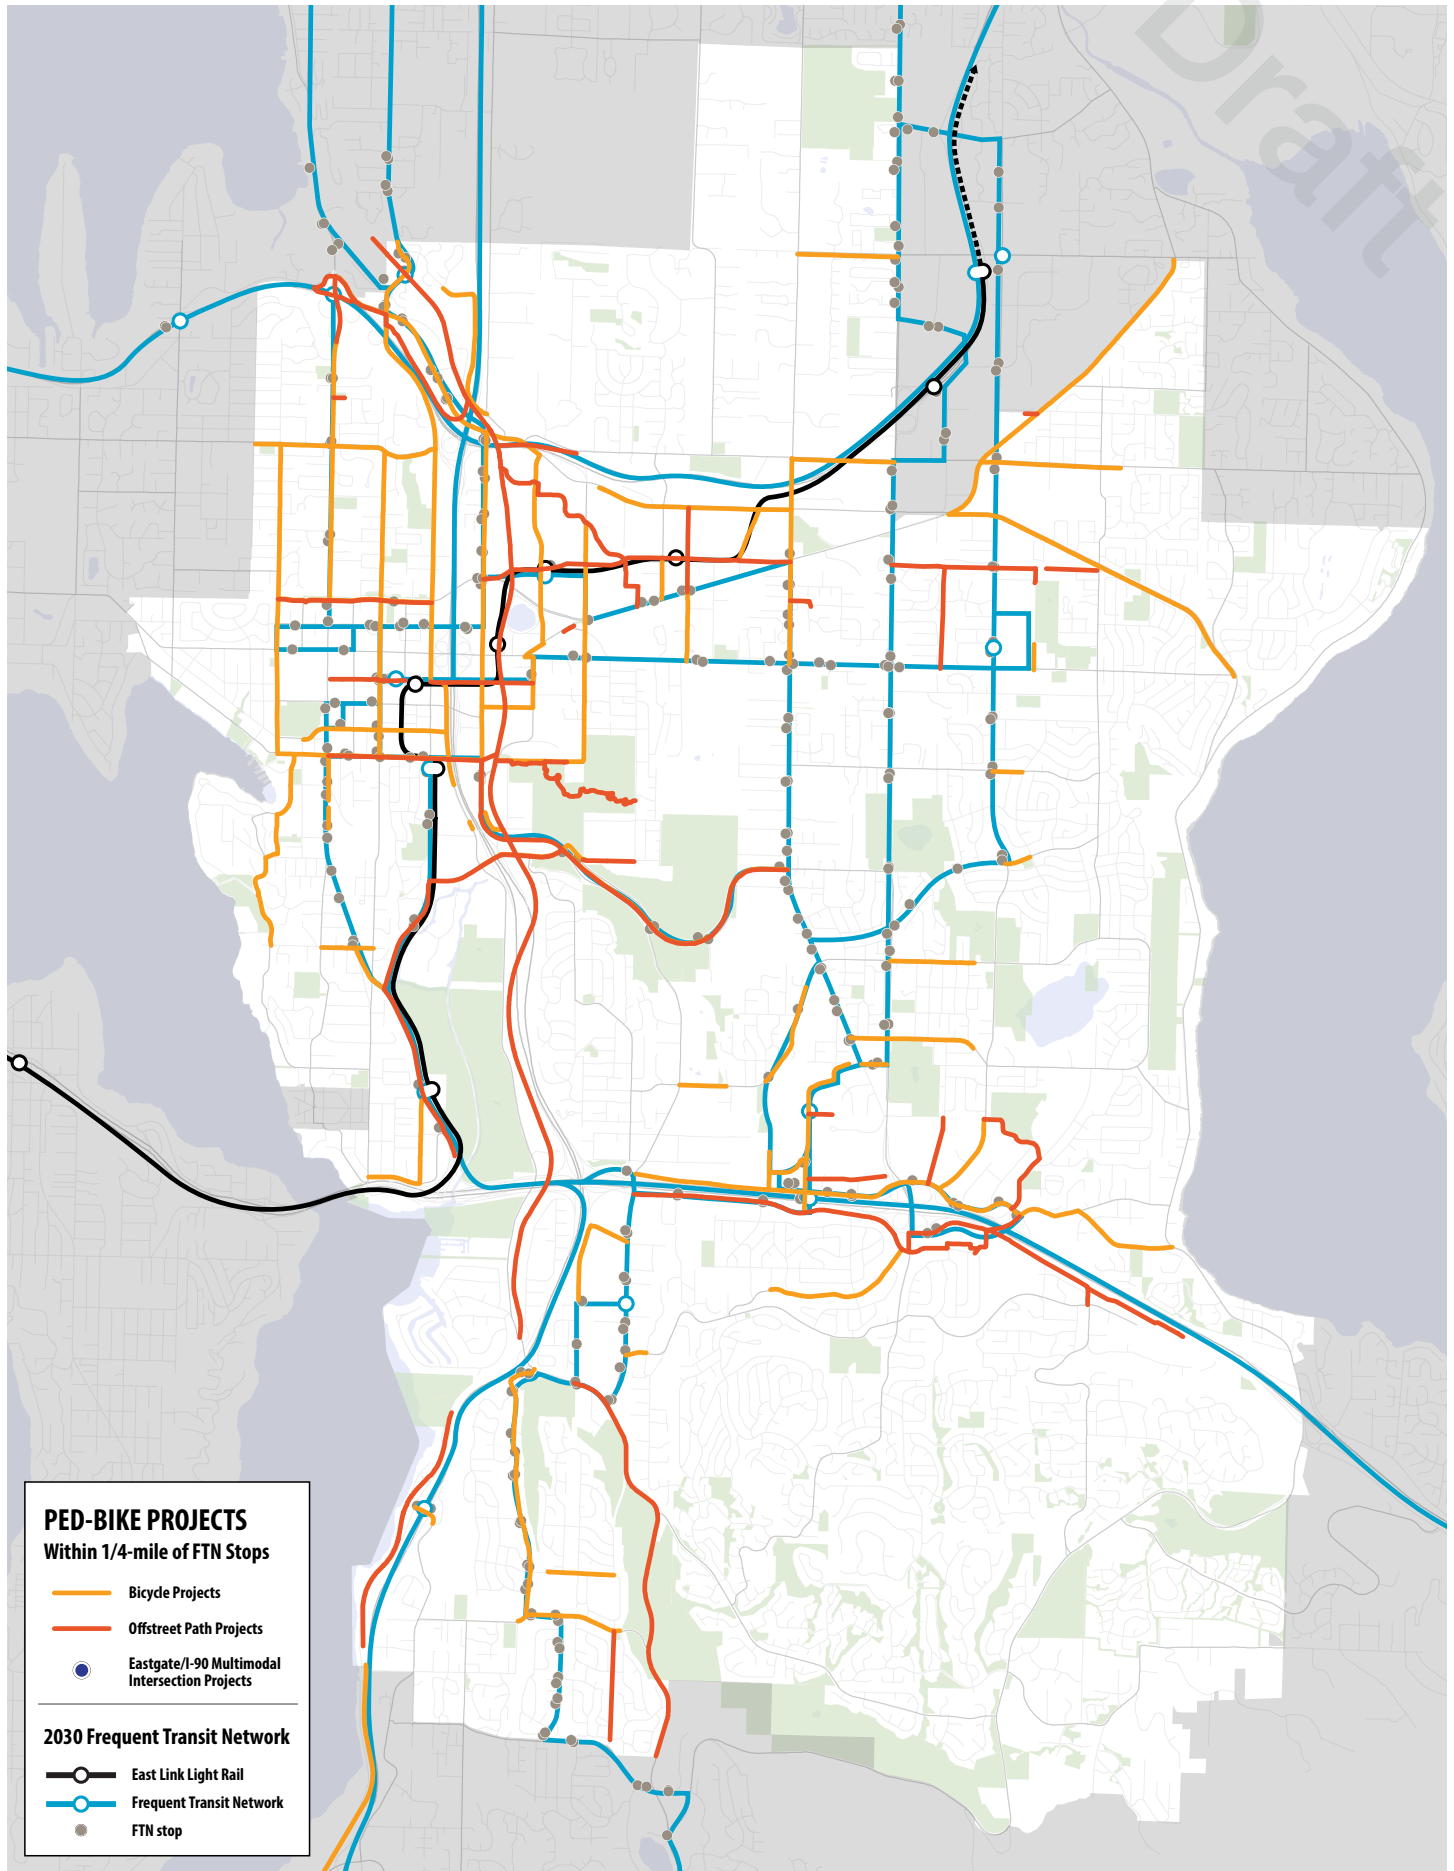 Draft
PED-BIKE PROJECTS
Within 1/4-mile of FTN Stops
Bicycle Projects
Offstreet Path Projects
Eastgate/I-90 Multimodal
Intersection Projects
2030 Frequent Transit Network
East Link Light Rail
Frequent Transit Network
FTN stop